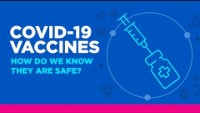 COVID-19
VACCINES
HOW DO WE KNOW
THEY ARE SAFE?